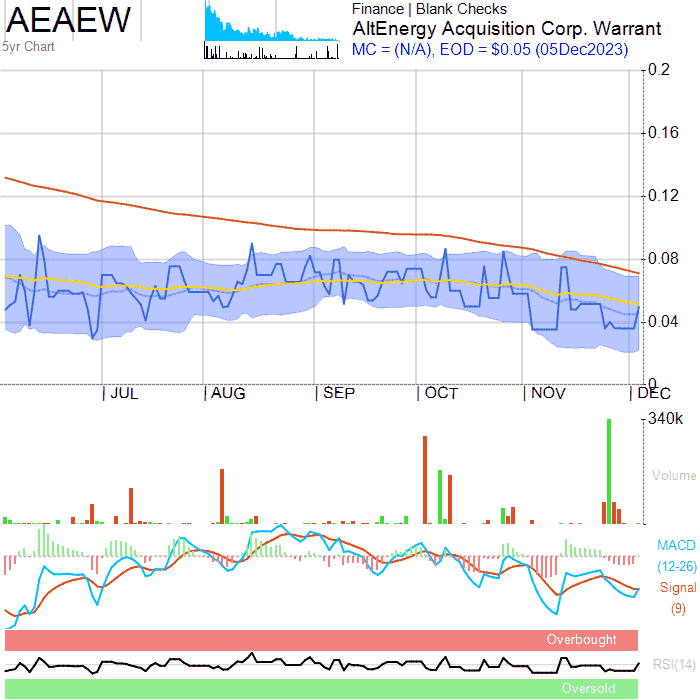 AEAEW
5yr Chart
Finance | Blank Checks
AltEnergy Acquisition Corp. Warrant
MC = (N/A), EOD = $0.05 (05Dec2023)
0.2
0.16
0.12
0.08
0.04
0
JUL AUG SEP OCT NOV DEC
340k
Volume
MACD
(12-26)
Signal
(9)
Overbought
RSI(14)
Oversold